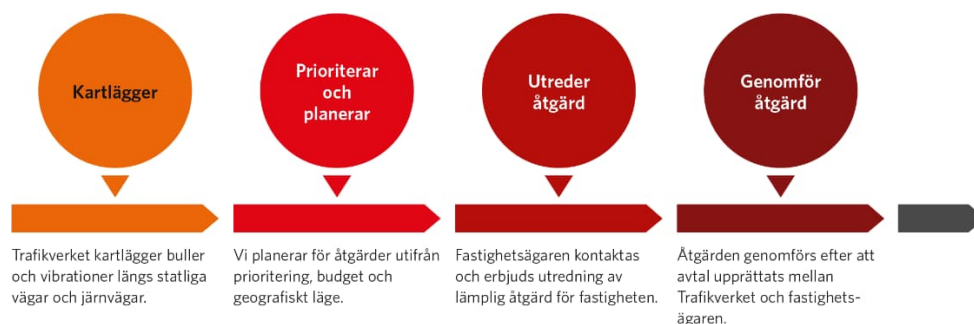 Kartlägger
Prioriterar
och
planerar
Utreder
åtgärd
Genomför
åtgärd
Trafikverket kartlägger buller
och vibrationer längs statliga
vägar och järnvägar.
Vi planerar för åtgärder utifrån
prioritering, budget och
geografiskt läge.
Fastighetsägaren kontaktas
och erbjuds utredning av
lämplig åtgärd för fastigheten.
Åtgärden genomförs efter att
avtal upprättats mellan
Trafikverket och fastighets-
ägaren.